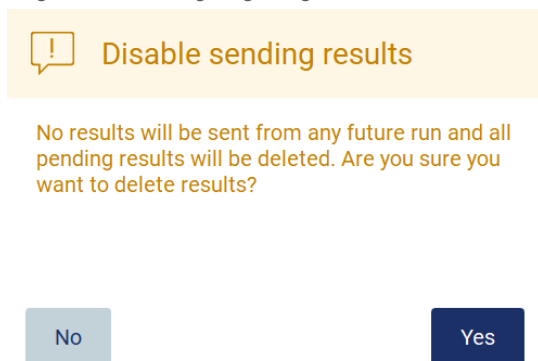 Disable sending results
No results will be sent from any future run and all
pending results will be deleted. Are you sure you
want to delete results?
No
Yes